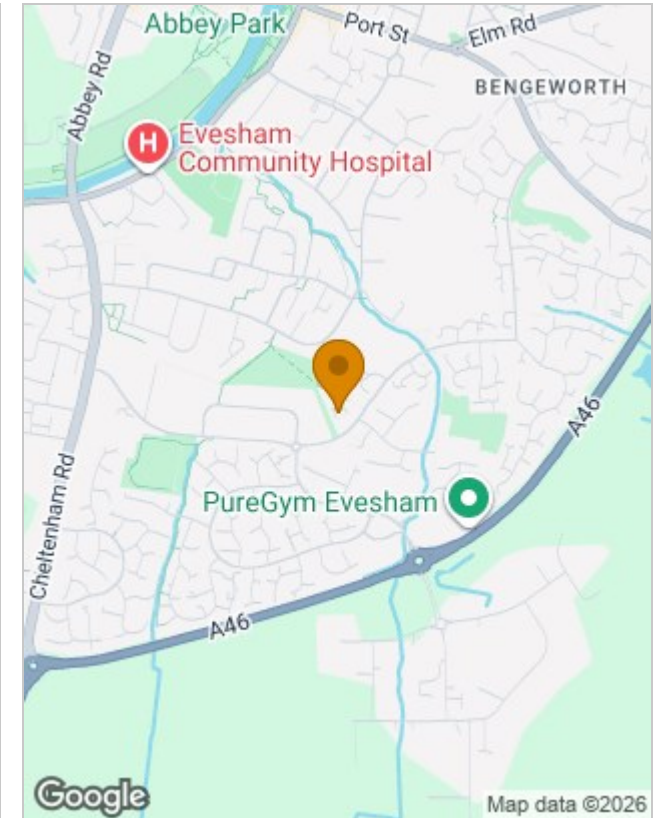 Abbey Park
Port St
Elm Rd
Abbey Rd
BENGEWORTH
H
Evesham
Community Hospital
A46
PureGym Evesham
Cheltenham Rd
A46
Google
Map data ©2026